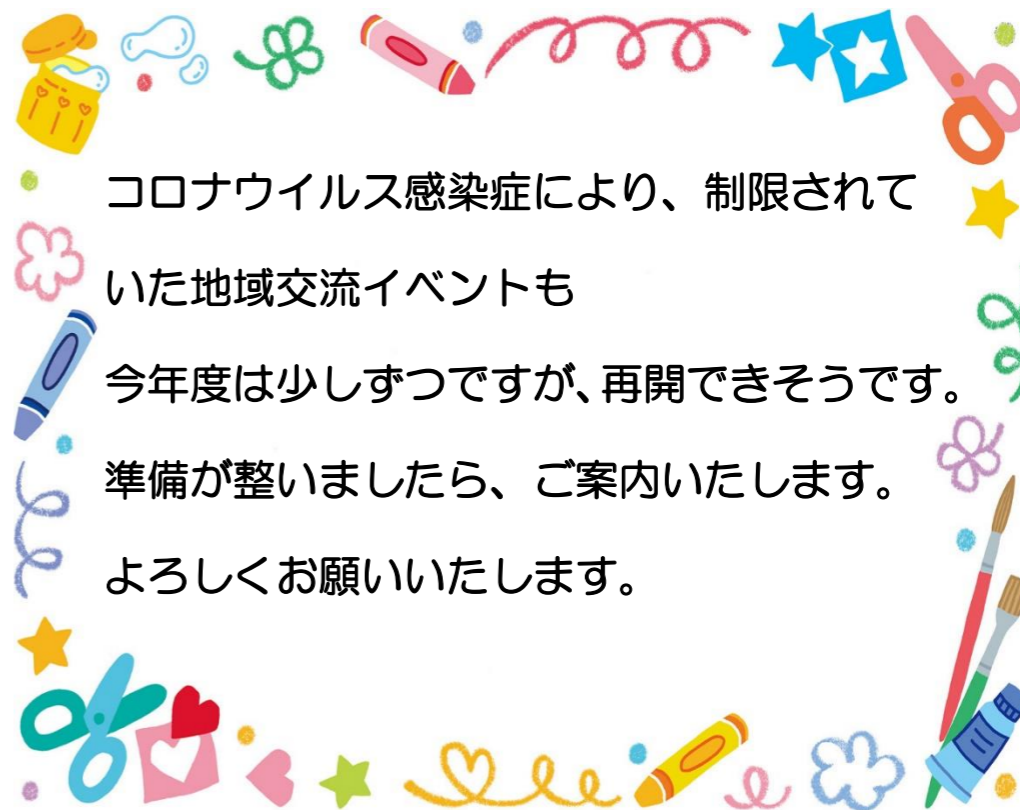 コロナウイルス感染症により、制限されて
いた地域交流イベントも
今年度は少しずつですが、再開できそうです。
準備が整いましたら、ご案内いたします。
よろしくお願いいたします。